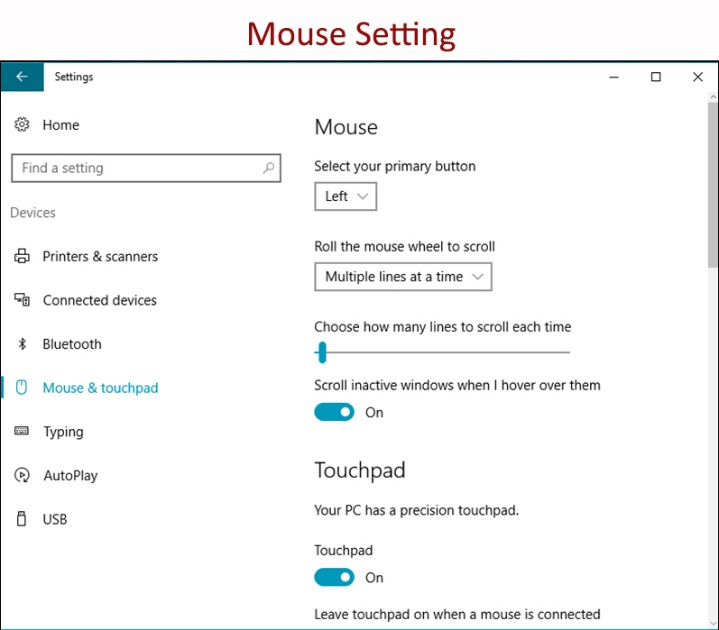 Mouse Setting
Settings
Home
Find a setting
Devices
Printers & scanners
Connected devices
Bluetooth
Mouse & touchpad
Typing
AutoPlay
USB
Mouse
Select your primary button
Left
Roll the mouse wheel to scroll
Multiple lines at a time
Choose how many lines to scroll each time
Scroll inactive windows when I hover over them
On
Touchpad
Your PC has a precision touchpad.
Touchpad
On
Leave touchpad on when a mouse is connected